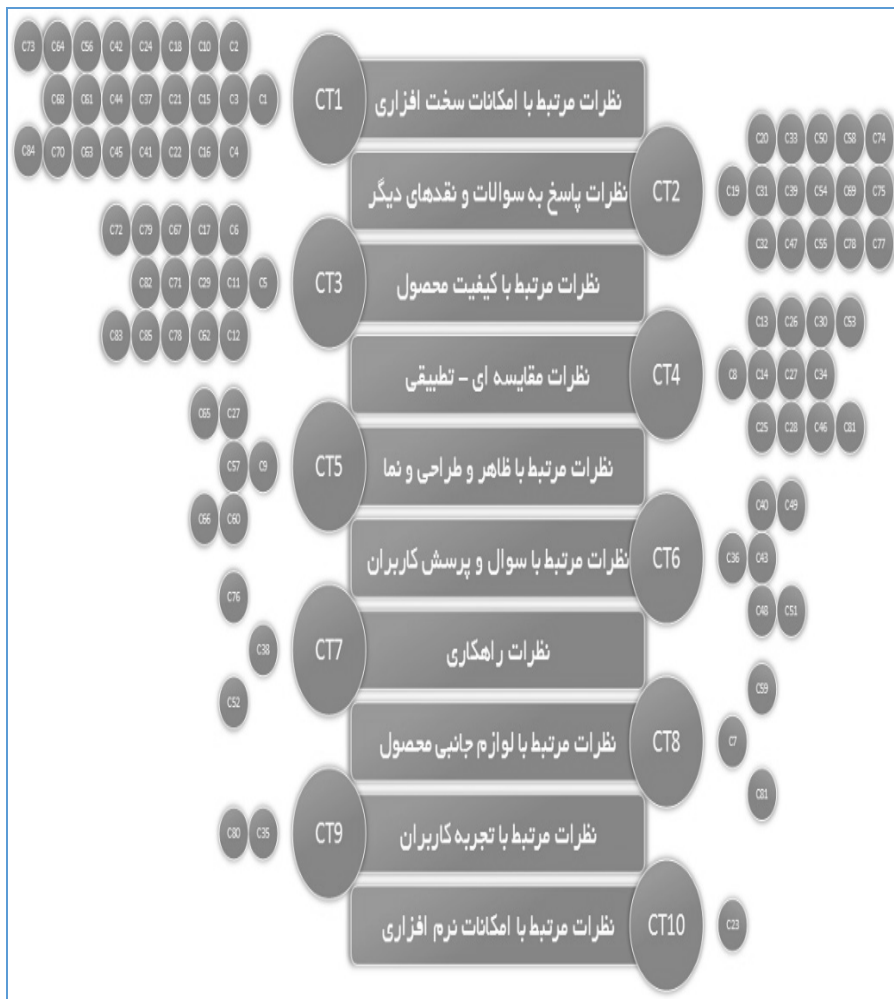 C73 C64 C56 C42 C24 C18 C10 C2
C68 C61 C44 C37 C21 C15 C3 C1
C84 C70 C63 C45 C41 C22 C16 C4
CT1
نظرات مرتبط با امکانات سخت افزاری
C20 C33 C50 C58 C74
C19 C31 C39 C54 C69 C75
C32 C47 C55 C78 C77
CT2
نظرات پاسخ به سوالات و نقدهای دیگر
C72 C79 C67 C17 C6
C82 C71 C29 C11 C5
C83 C85 C78 C62 C12
CT3
نظرات مرتبط با کیفیت محصول
C13 C26 C30 C53
C8 C14 C27 C34
C25 C28 C46 C81
CT4
نظرات مقایسه ای – تطبیقی
C65 C27
C57 C9
C66 C60
CT5
نظرات مرتبط با ظاهر و طراحی و نما
C40 C49
C36 C43
C48 C51
CT6
نظرات مرتبط با سوال و پرسش کاربران
C76
C38
C52
CT7
نظرات راهکاری
C59
C7
C81
CT8
نظرات مرتبط با لوازم جانبی محصول
C80 C35
CT9
نظرات مرتبط با تجربه کاربران
C23
CT10
نظرات مرتبط با امکانات نرم افزاری